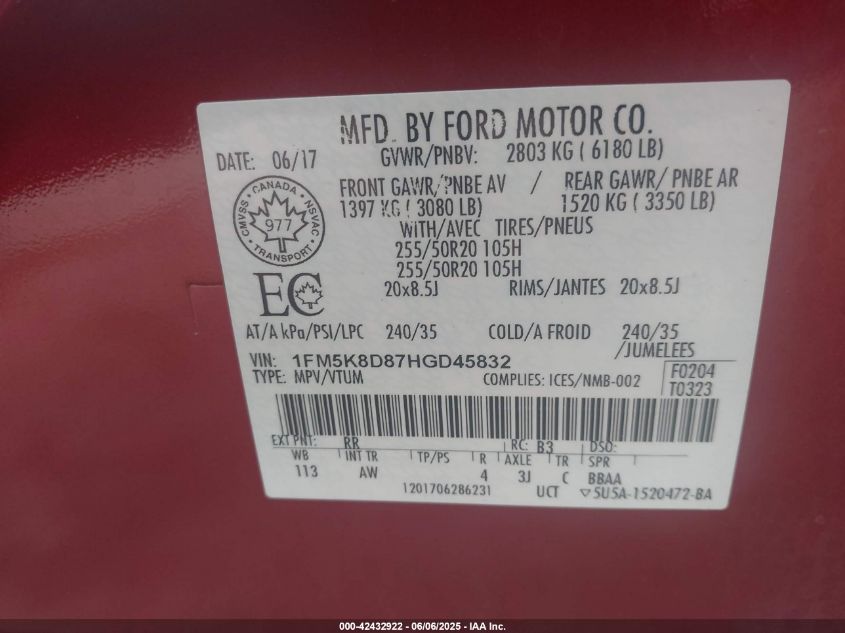 MFD. BY FORD MOTOR CO.
DATE: 06/17
GVWR/PNBV: 2803 KG ( 6180 LB)
FRONT GAWR/PNBE AV / REAR GAWR/ PNBE AR
1397 KG ( 3080 LB) 1520 KG ( 3350 LB)
WITH/AVEC TIRES/PNEUS
255/50R20 105H
255/50R20 105H
20x8.5J RIMS/JANTES 20x8.5J
CANADA
CMVSS NSVAC
977
TRANSPORT
EC
AT/A kPa/PSI/LPC 240/35 COLD/A FROID 240/35
/JUMELEES
VIN: 1FM5K8D87HGD45832
TYPE: MPV/VTUM COMPLIES: ICES/NMB-002
F0204
T0323
EXT PNT: RR RC: B3 DSO:
WB INT TR TP/PS R AXLE TR SPR
113 AW 4 3J C BBAA
1201706286231 UCT ▽5U5A-1520472-BA
000-42432922 - 06/06/2025 - IAA Inc.